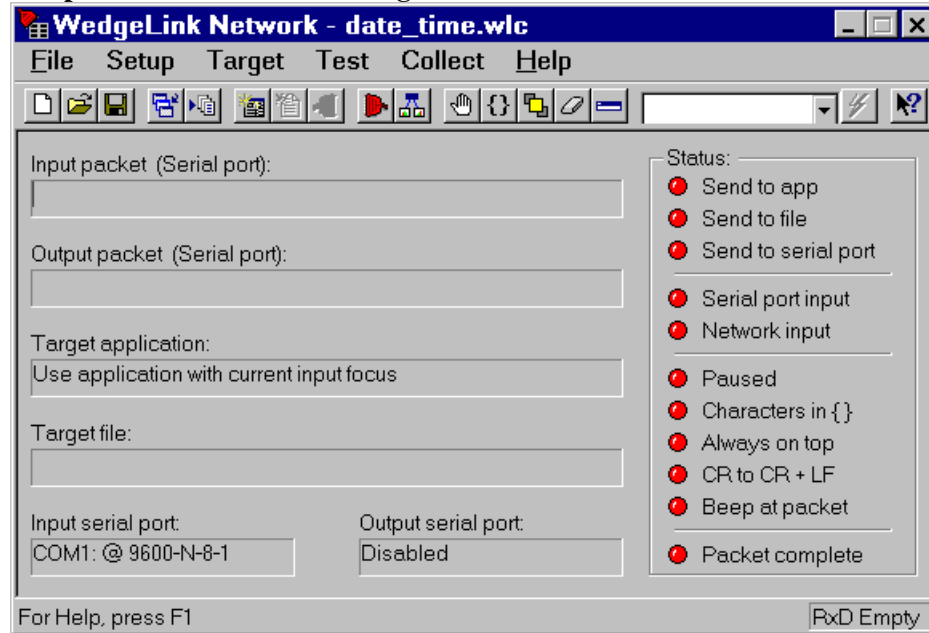 WedgeLink Network - date_time.wlc
File Setup Target Test Collect Help
Input packet (Serial port):
Output packet (Serial port):
Target application:
Use application with current input focus
Target file:
Input serial port:
COM1: @ 9600-N-8-1
Output serial port:
Disabled
Status:
Send to app
Send to file
Send to serial port
Serial port input
Network input
Paused
Characters in { }
Always on top
CR to CR + LF
Beep at packet
Packet complete
For Help, press F1
RxD Empty